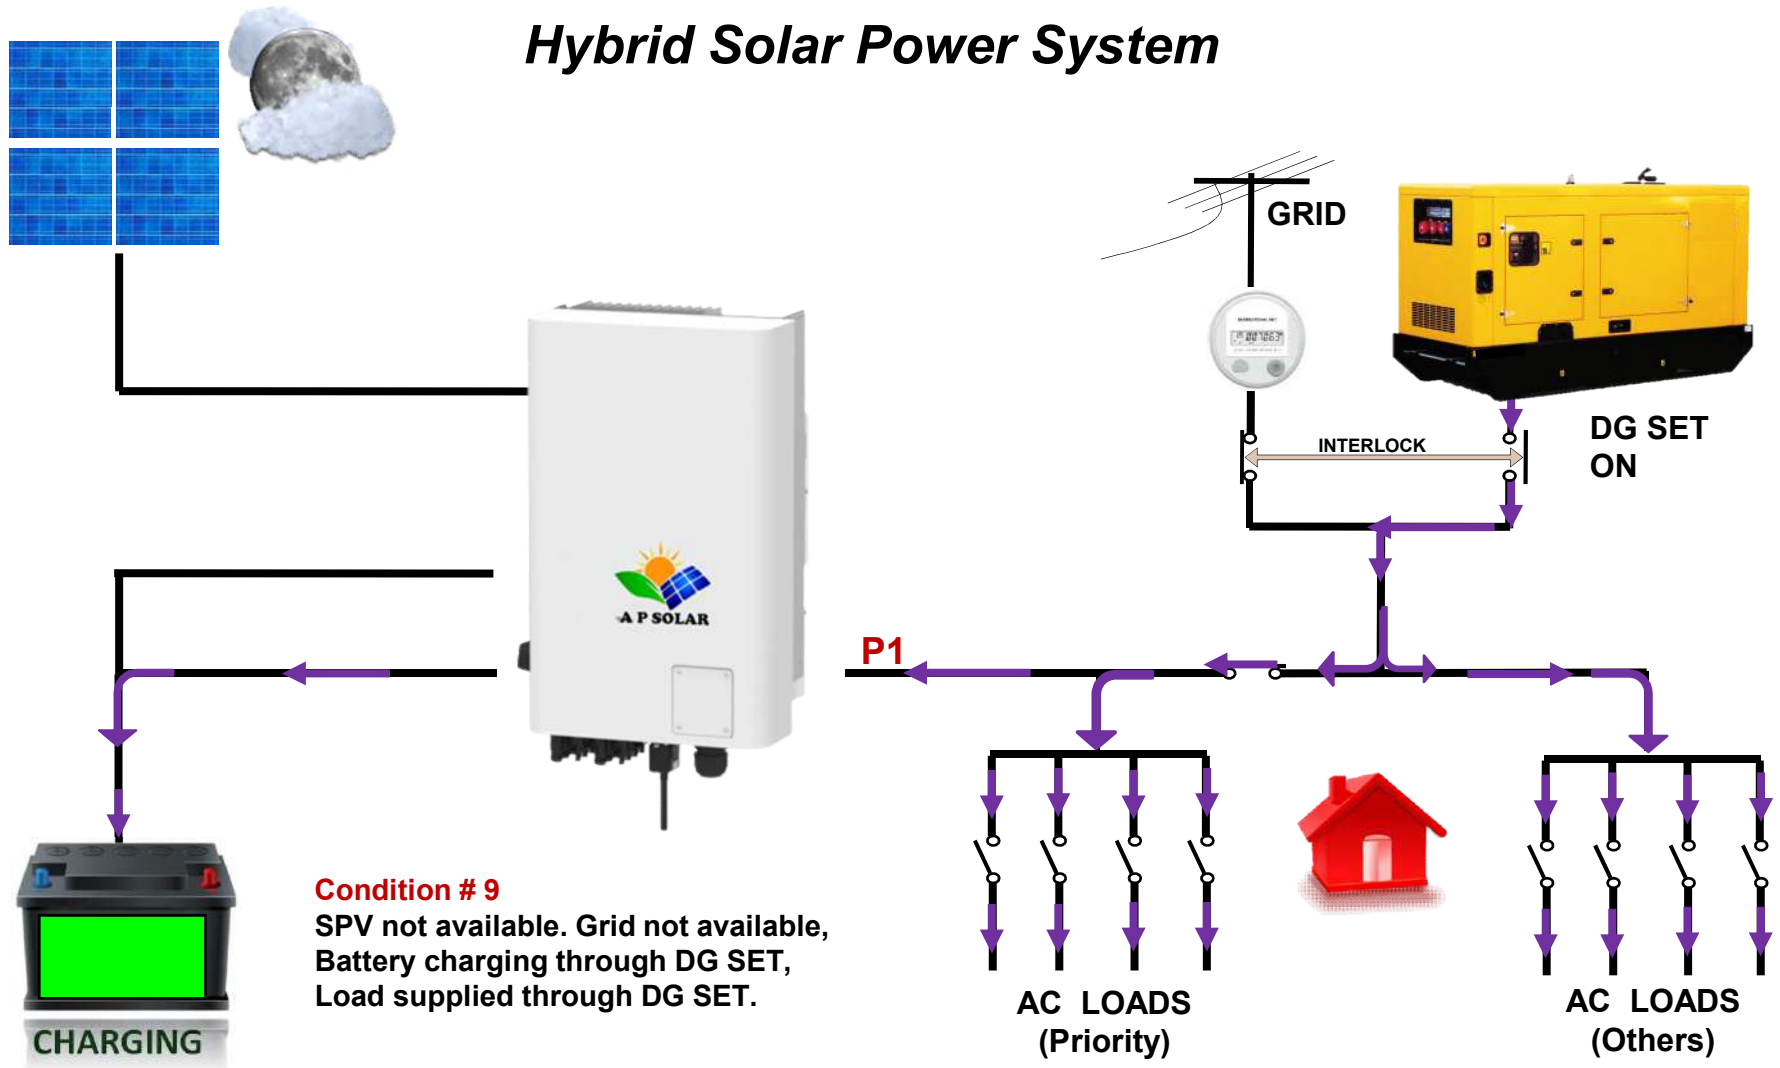 Hybrid Solar Power System
GRID
DG SET
ON
INTERLOCK
A P SOLAR
P1
Condition # 9
SPV not available. Grid not available,
Battery charging through DG SET,
Load supplied through DG SET.
CHARGING
AC LOADS
(Priority)
AC LOADS
(Others)